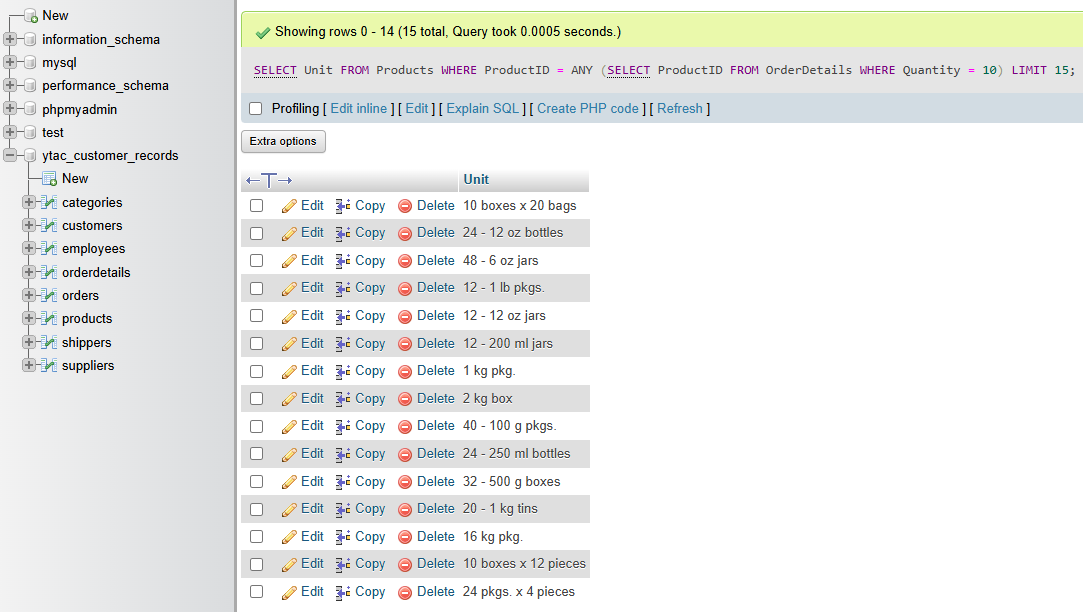 New
information_schema
mysql
performance_schema
phpmyadmin
test
ytac_customer_records
New
categories
customers
employees
orderdetails
orders
products
shippers
suppliers
Showing rows 0 - 14 (15 total, Query took 0.0005 seconds.)
SELECT Unit FROM Products WHERE ProductID = ANY (SELECT ProductID FROM OrderDetails WHERE Quantity = 10) LIMIT 15;
Profiling [ Edit inline ] [ Edit ] [ Explain SQL ] [ Create PHP code ] [ Refresh ]
Extra options
←T→ Unit
Edit Copy Delete 10 boxes x 20 bags
Edit Copy Delete 24 - 12 oz bottles
Edit Copy Delete 48 - 6 oz jars
Edit Copy Delete 12 - 1 lb pkgs.
Edit Copy Delete 12 - 12 oz jars
Edit Copy Delete 12 - 200 ml jars
Edit Copy Delete 1 kg pkg.
Edit Copy Delete 2 kg box
Edit Copy Delete 40 - 100 g pkgs.
Edit Copy Delete 24 - 250 ml bottles
Edit Copy Delete 32 - 500 g boxes
Edit Copy Delete 20 - 1 kg tins
Edit Copy Delete 16 kg pkg.
Edit Copy Delete 10 boxes x 12 pieces
Edit Copy Delete 24 pkgs. x 4 pieces